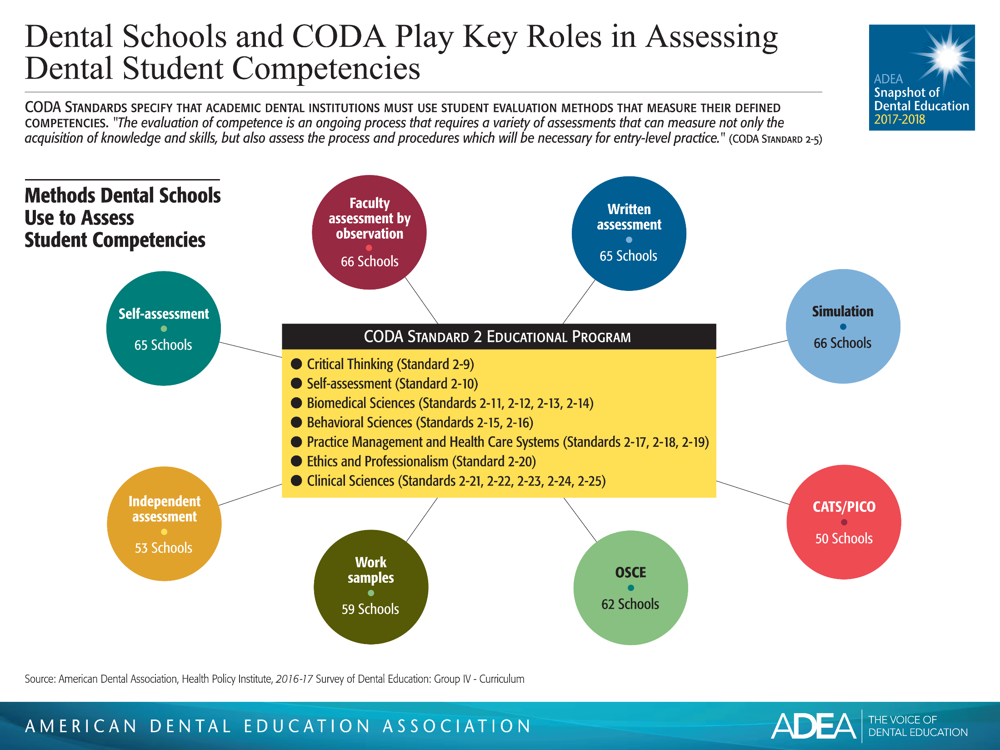 Dental Schools and CODA Play Key Roles in Assessing
Dental Student Competencies
ADEA
Snapshot of
Dental Education
2017-2018
CODA STANDARDS SPECIFY THAT ACADEMIC DENTAL INSTITUTIONS MUST USE STUDENT EVALUATION METHODS THAT MEASURE THEIR DEFINED
COMPETENCIES. "The evaluation of competence is an ongoing process that requires a variety of assessments that can measure not only the
acquisition of knowledge and skills, but also assess the process and procedures which will be necessary for entry-level practice." (CODA STANDARD 2-5)
Methods Dental Schools
Use to Assess
Student Competencies
Faculty
assessment by
observation
66 Schools
Written
assessment
65 Schools
Self-assessment
65 Schools
Simulation
66 Schools
CODA STANDARD 2 EDUCATIONAL PROGRAM
● Critical Thinking (Standard 2-9)
● Self-assessment (Standard 2-10)
● Biomedical Sciences (Standards 2-11, 2-12, 2-13, 2-14)
● Behavioral Sciences (Standards 2-15, 2-16)
● Practice Management and Health Care Systems (Standards 2-17, 2-18, 2-19)
● Ethics and Professionalism (Standard 2-20)
● Clinical Sciences (Standards 2-21, 2-22, 2-23, 2-24, 2-25)
Independent
assessment
53 Schools
CATS/PICO
50 Schools
Work
samples
59 Schools
OSCE
62 Schools
Source: American Dental Association, Health Policy Institute, 2016-17 Survey of Dental Education: Group IV - Curriculum
AMERICAN DENTAL EDUCATION ASSOCIATION
ADEA
THE VOICE OF
DENTAL EDUCATION